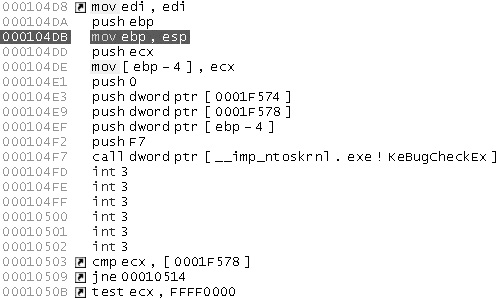 000104D8 mov edi, edi
000104DA push ebp
000104DB mov ebp, esp
000104DD push ecx
000104DE mov [ebp-4], ecx
000104E1 push 0
000104E3 push dword ptr [0001F574]
000104E9 push dword ptr [0001F578]
000104EF push dword ptr [ebp-4]
000104F2 push F7
000104F7 call dword ptr [__imp_ntoskrnl.exe!KeBugCheckEx]
000104FD int 3
000104FE int 3
000104FF int 3
00010500 int 3
00010501 int 3
00010502 int 3
00010503 cmp ecx, [0001F578]
00010509 jne 00010514
0001050B test ecx, FFFF0000